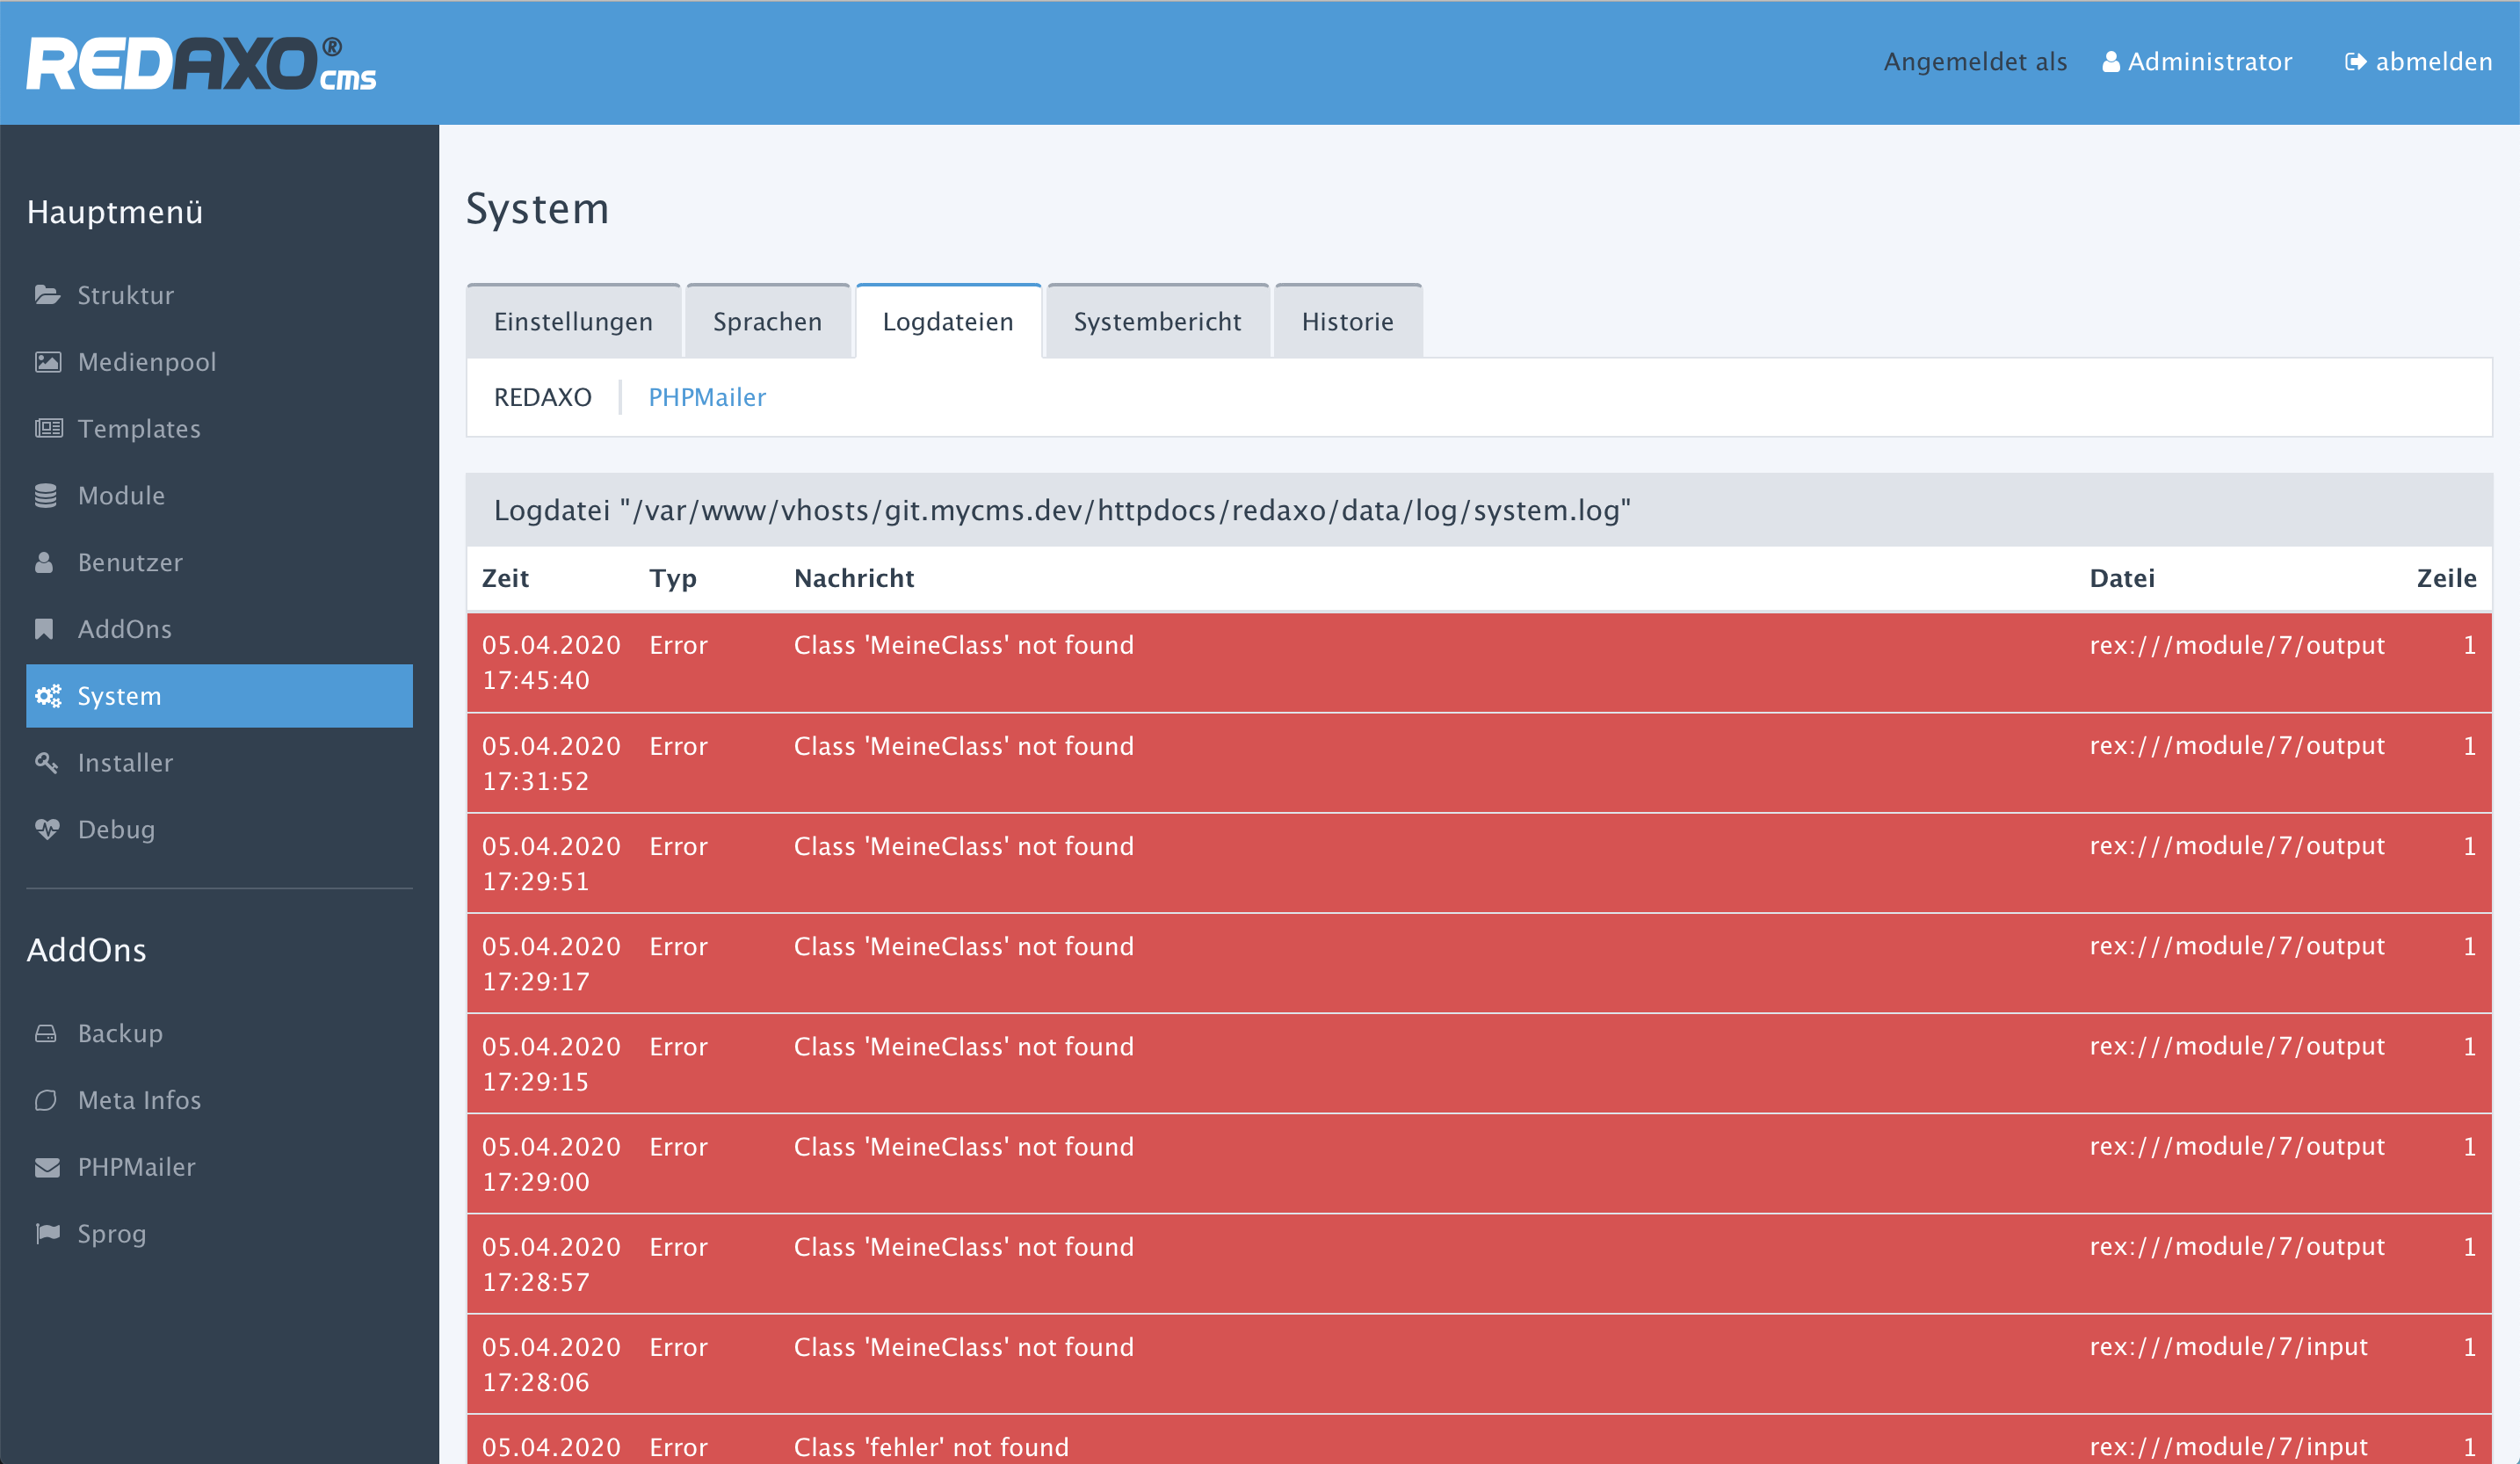 REDAXO® cms
Angemeldet als Administrator abmelden
Hauptmenü
Struktur
Medienpool
Templates
Module
Benutzer
AddOns
System
Installer
Debug
AddOns
Backup
Meta Infos
PHPMailer
Sprog
System
Einstellungen Sprachen Logdateien Systembericht Historie
REDAXO PHPMailer
Logdatei "/var/www/vhosts/git.mycms.dev/httpdocs/redaxo/data/log/system.log"
Zeit Typ Nachricht Datei Zeile
05.04.2020 Error Class 'MeineClass' not found rex:///module/7/output 1
17:45:40
05.04.2020 Error Class 'MeineClass' not found rex:///module/7/output 1
17:31:52
05.04.2020 Error Class 'MeineClass' not found rex:///module/7/output 1
17:29:51
05.04.2020 Error Class 'MeineClass' not found rex:///module/7/output 1
17:29:17
05.04.2020 Error Class 'MeineClass' not found rex:///module/7/output 1
17:29:15
05.04.2020 Error Class 'MeineClass' not found rex:///module/7/output 1
17:29:00
05.04.2020 Error Class 'MeineClass' not found rex:///module/7/output 1
17:28:57
05.04.2020 Error Class 'MeineClass' not found rex:///module/7/input 1
17:28:06
05.04.2020 Error Class 'fehler' not found rex:///module/7/input 1